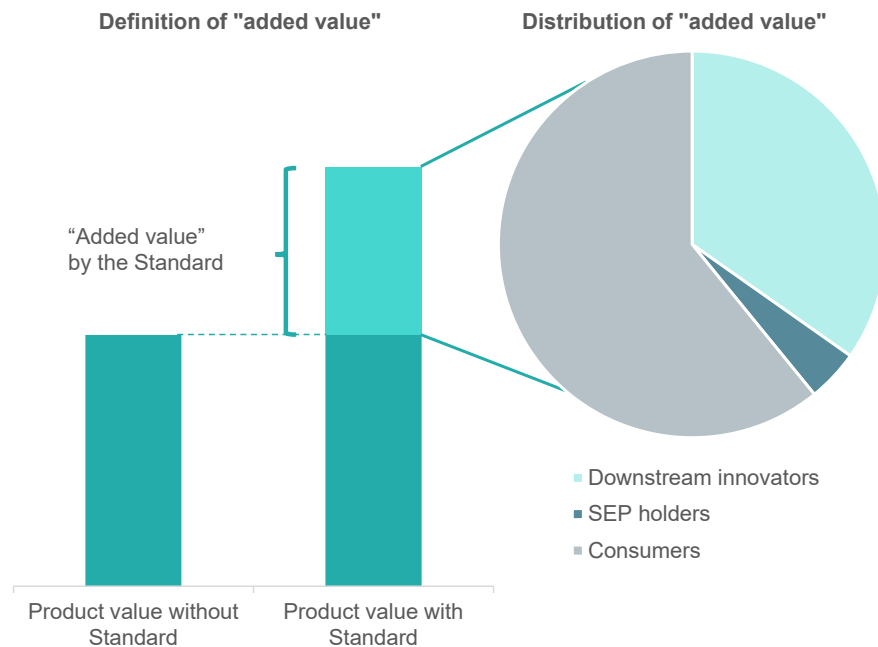 Definition of "added value"
Distribution of "added value"
“Added value”
by the Standard
Downstream innovators
SEP holders
Consumers
Product value without
Standard
Product value with
Standard